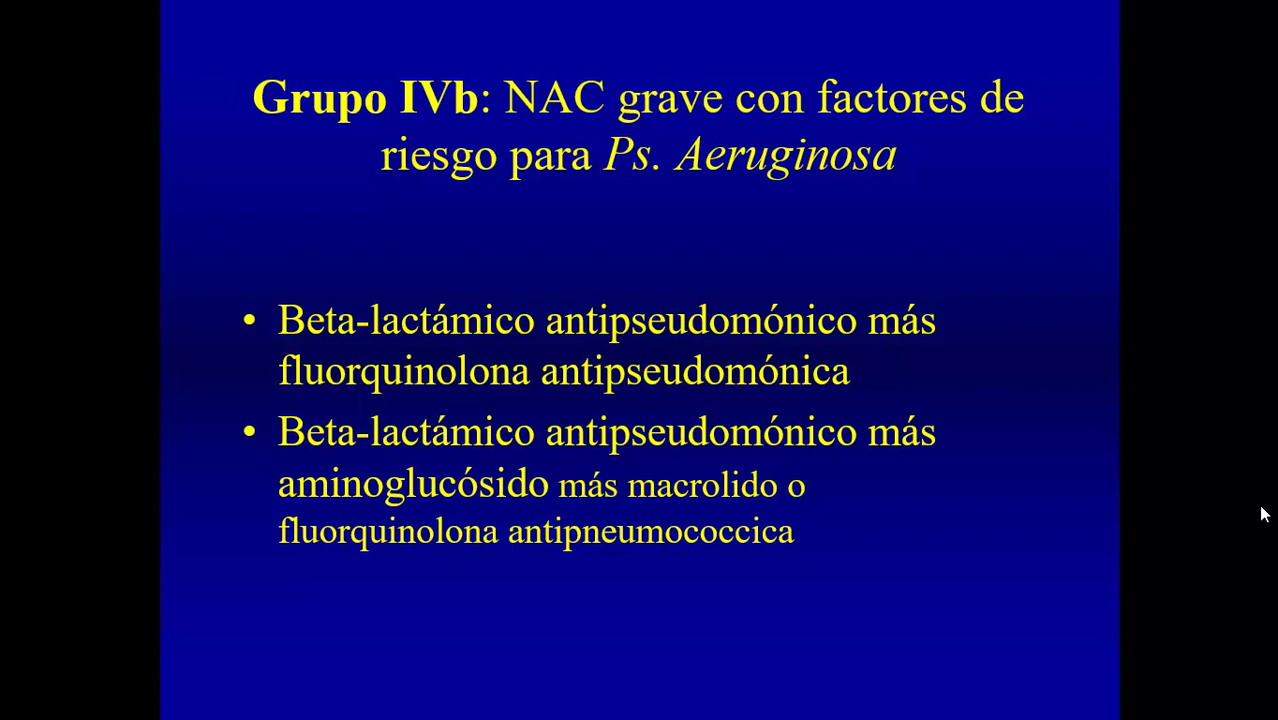 Grupo IVb: NAC grave con factores de
riesgo para Ps. Aeruginosa
• Beta-lactámico antipseudomónico más
fluorquinolona antipseudomónica
• Beta-lactámico antipseudomónico más
aminoglucósido más macrolido o
fluorquinolona antipneumococcica